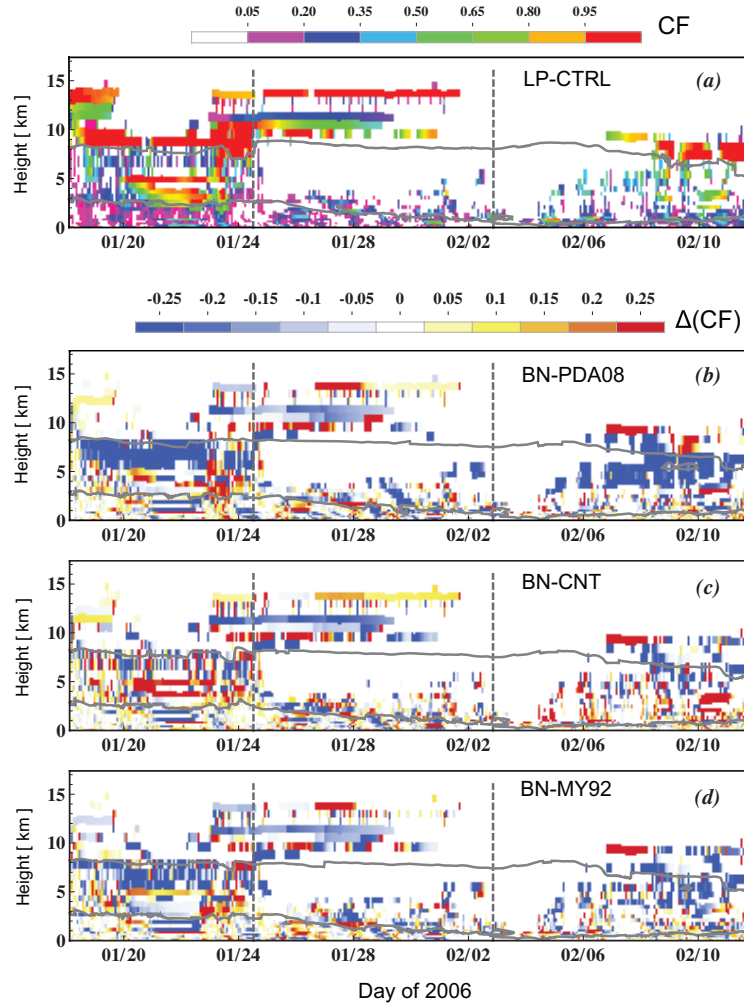 0.05 0.20 0.35 0.50 0.65 0.80 0.95 CF
LP-CTRL (a)
Height [ km ]
15
10
5
0
01/20 01/24 01/28 02/02 02/06 02/10
-0.25 -0.2 -0.15 -0.1 -0.05 0 0.05 0.1 0.15 0.2 0.25
Δ(CF)
BN-PDA08 (b)
Height [ km ]
15
10
5
0
01/20 01/24 01/28 02/02 02/06 02/10
BN-CNT (c)
Height [ km ]
15
10
5
0
01/20 01/24 01/28 02/02 02/06 02/10
BN-MY92 (d)
Height [ km ]
15
10
5
0
01/20 01/24 01/28 02/02 02/06 02/10
Day of 2006